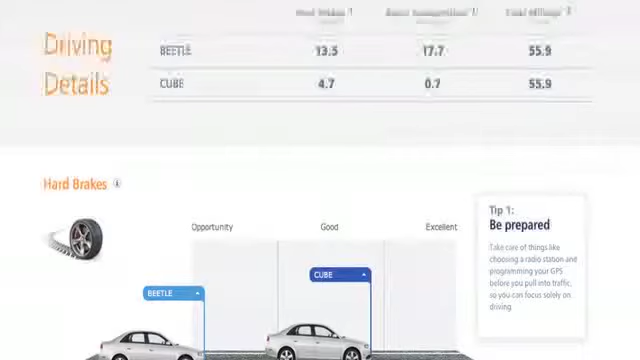 Driving
Details
BEETLE 13.5 17.7 55.9
CUBE 4.7 0.7 55.9
Hard Brakes
Opportunity Good Excellent
CUBE
BEETLE
Tip 1:
Be prepared
Take care of things like
choosing a radio station and
programming your GPS
before you pull into traffic,
so you can focus solely on
driving